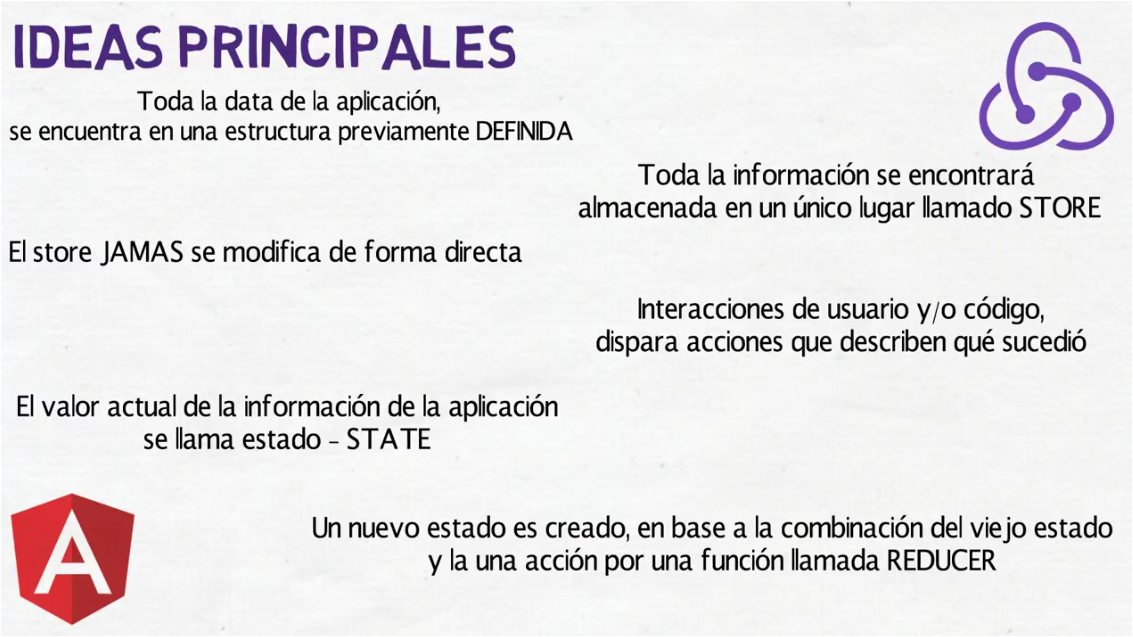 IDEAS PRINCIPALES
Toda la data de la aplicación,
se encuentra en una estructura previamente DEFINIDA
Toda la información se encontrará
almacenada en un único lugar llamado STORE
El store JAMAS se modifica de forma directa
Interacciones de usuario y/o código,
dispara acciones que describen qué sucedió
El valor actual de la información de la aplicación
se llama estado - STATE
Un nuevo estado es creado, en base a la combinación del viejo estado
y la una acción por una función llamada REDUCER
A